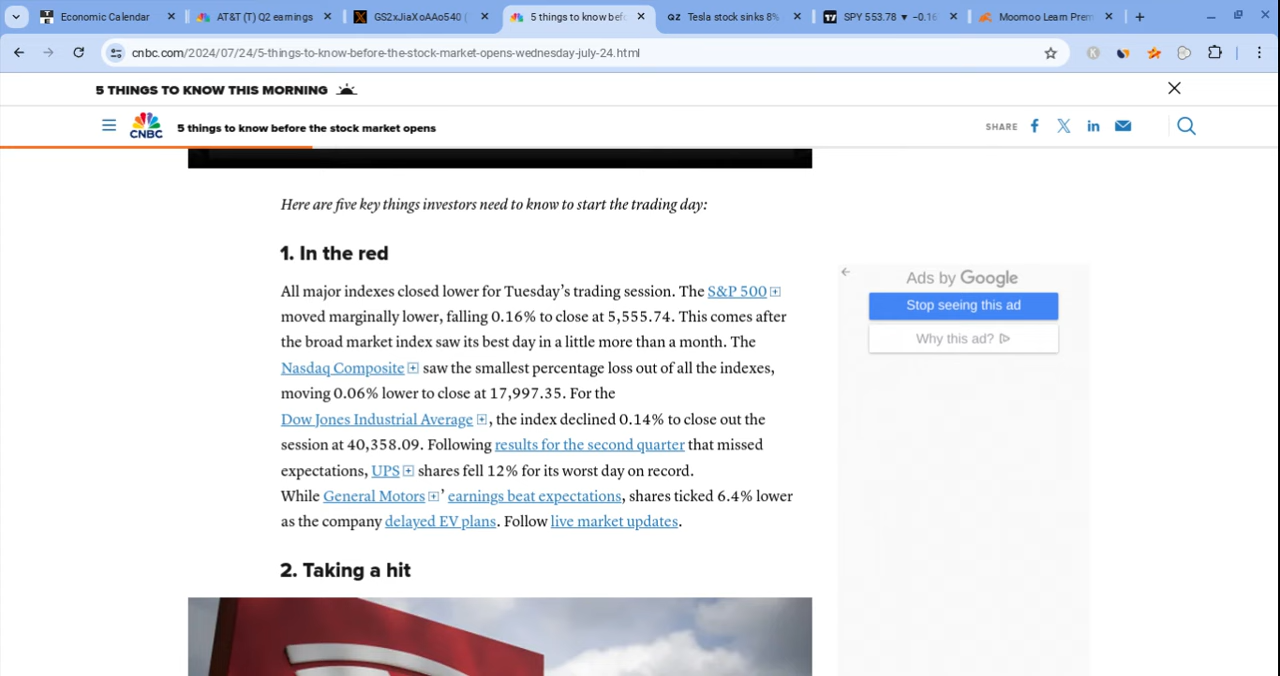 Economic Calendar
AT&T (T) Q2 earnings
GS2xJiaXoAAo540 (
5 things to know bef
QZ Tesla stock sinks 8%
SPY 553.78 ▼ −0.16
Moomoo Learn Prem
cnbc.com/2024/07/24/5-things-to-know-before-the-stock-market-opens-wednesday-july-24.html
5 THINGS TO KNOW THIS MORNING
CNBC
5 things to know before the stock market opens
SHARE
Here are five key things investors need to know to start the trading day:
1. In the red
All major indexes closed lower for Tuesday’s trading session. The S&P 500
moved marginally lower, falling 0.16% to close at 5,555.74. This comes after
the broad market index saw its best day in a little more than a month. The
Nasdaq Composite saw the smallest percentage loss out of all the indexes,
moving 0.06% lower to close at 17,997.35. For the
Dow Jones Industrial Average, the index declined 0.14% to close out the
session at 40,358.09. Following results for the second quarter that missed
expectations, UPS shares fell 12% for its worst day on record.
While General Motors’ earnings beat expectations, shares ticked 6.4% lower
as the company delayed EV plans. Follow live market updates.
2. Taking a hit
Ads by Google
Stop seeing this ad
Why this ad?